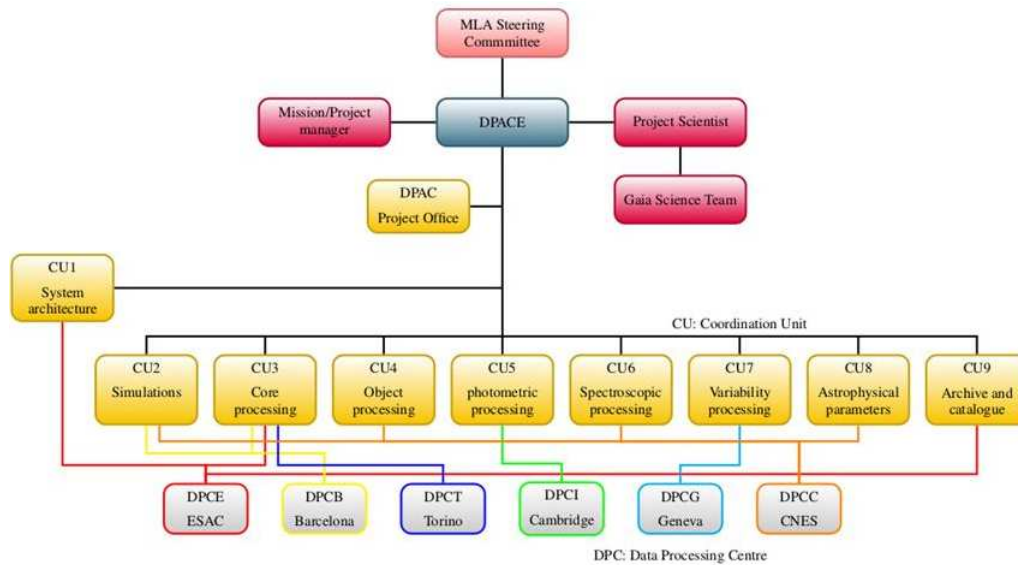 MLA Steering
Commmittee
Mission/Project
manager
DPACE
Project Scientist
DPAC
Project Office
Gaia Science Team
CU1
System
architecture
CU: Coordination Unit
CU2
Simulations
CU3
Core
processing
CU4
Object
processing
CU5
photometric
processing
CU6
Spectroscopic
processing
CU7
Variability
processing
CU8
Astrophysical
parameters
CU9
Archive and
catalogue
DPCE
ESAC
DPCB
Barcelona
DPCT
Torino
DPCI
Cambridge
DPCG
Geneva
DPCC
CNES
DPC: Data Processing Centre